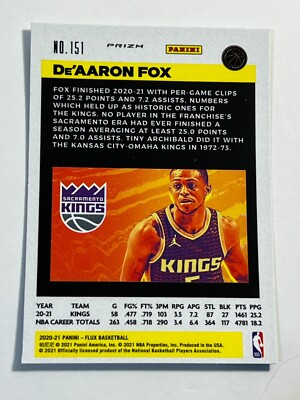 NO. 151 PRIZM PANINI
DE'AARON FOX
FOX FINISHED 2020-21 WITH PER-GAME CLIPS
OF 25.2 POINTS AND 7.2 ASSISTS, NUMBERS
WHICH HELD UP AS HISTORIC ONES FOR
THE KINGS. NO PLAYER IN THE FRANCHISE'S
SACRAMENTO ERA HAD EVER FINISHED A
SEASON AVERAGING AT LEAST 25.0 POINTS
AND 7.0 ASSISTS. TINY ARCHIBALD DID IT WITH THE
KANSAS CITY-OMAHA KINGS IN 1972-73.
SACRAMENTO
KINGS
KINGS
5
YEAR TEAM G FG% FT% 3PM RPG APG STL BLK PTS PPG
20-21 KINGS 58 .477 .719 103 3.5 7.2 87 27 1461 25.2
NBA CAREER TOTALS 263 .458 .718 303 3.4 6.4 364 117 4781 18.2
2020-21 PANINI – FLUX BASKETBALL
帕尼尼 © 2021 Panini America, Inc. © 2021 NBA Properties, Inc. Produced in the USA.
© 2021 Officially licensed product of the National Basketball Players Association.